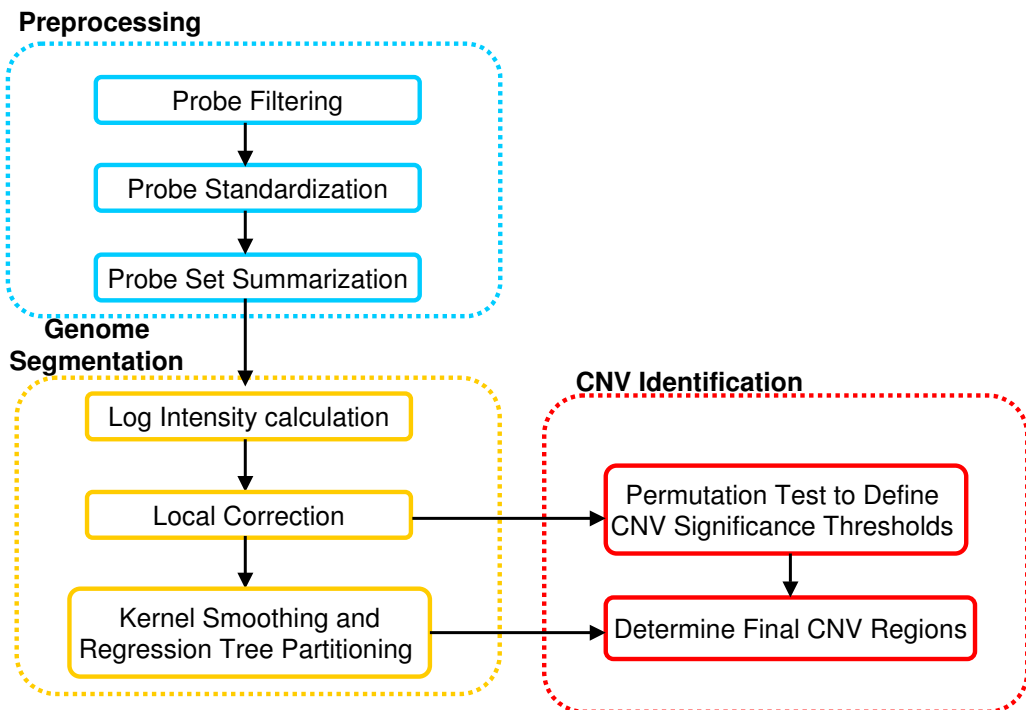 Preprocessing
Probe Filtering
Probe Standardization
Probe Set Summarization
Genome
Segmentation
Log Intensity calculation
Local Correction
Kernel Smoothing and
Regression Tree Partitioning
CNV Identification
Permutation Test to Define
CNV Significance Thresholds
Determine Final CNV Regions